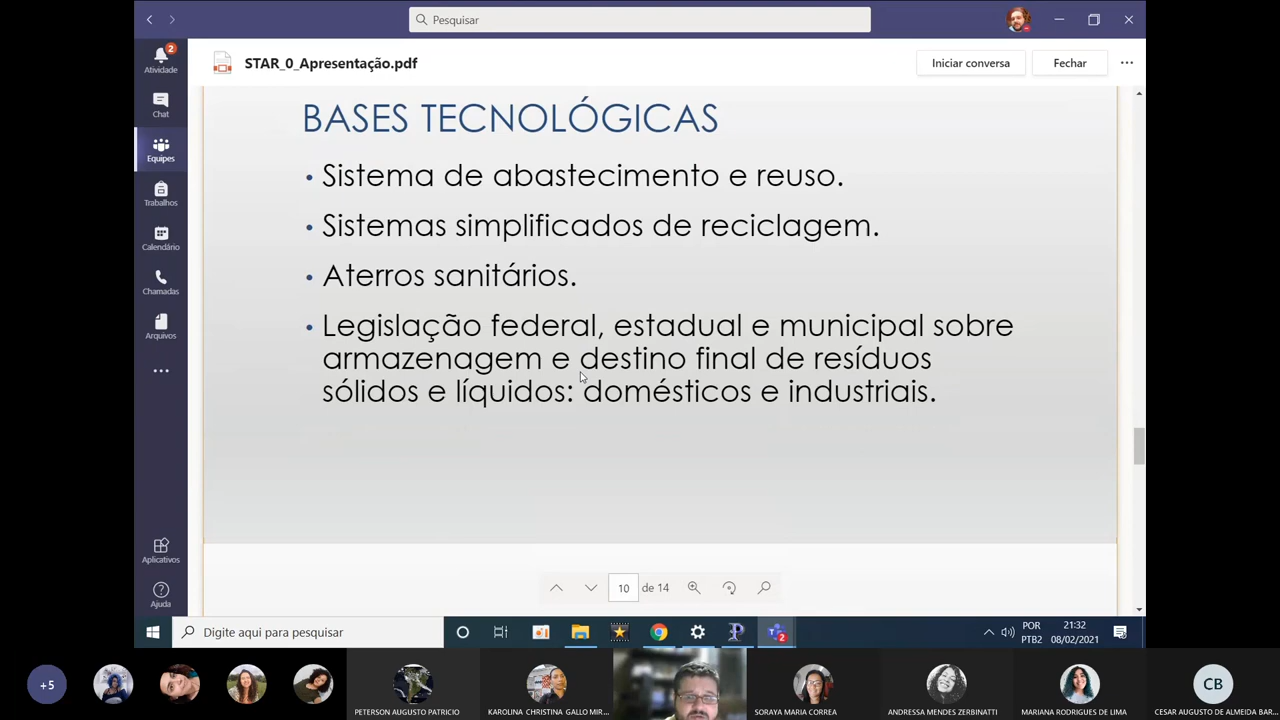 Pesquisar
2
Atividade
Chat
Equipes
Trabalhos
Calendário
Chamadas
Arquivos
Aplicativos
Ajuda
STAR_0_Apresentação.pdf
Iniciar conversa
Fechar
BASES TECNOLÓGICAS
• Sistema de abastecimento e reuso.
• Sistemas simplificados de reciclagem.
• Aterros sanitários.
• Legislação federal, estadual e municipal sobre
armazenagem e destino final de resíduos
sólidos e líquidos: domésticos e industriais.
10 de 14
Digite aqui para pesquisar
2
POR
PTB2
21:32
08/02/2021
+5
PETERSON AUGUSTO PATRICIO
KAROLINA CHRISTINA GALLO MIR...
SORAYA MARIA CORREA
ANDRESSA MENDES ZERBINATTI
MARIANA RODRIGUES DE LIMA
CB
CESAR AUGUSTO DE ALMEIDA BAR...